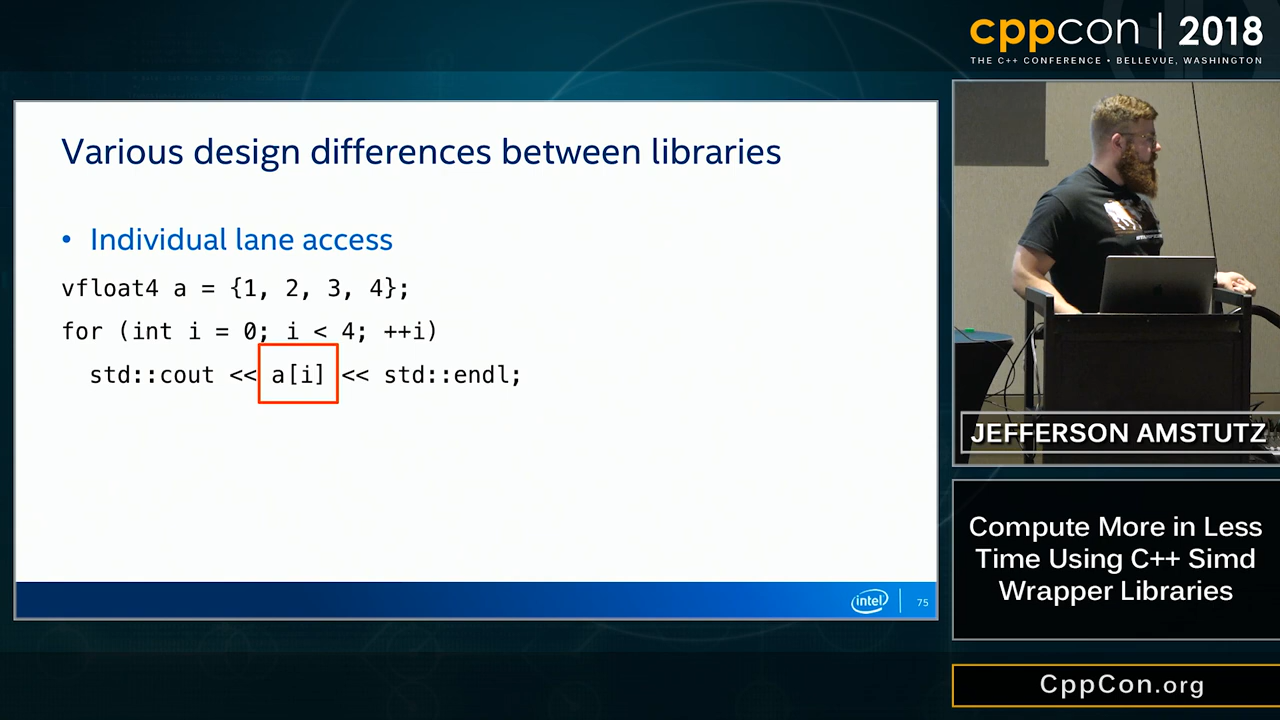 cppcon | 2018
THE C++ CONFERENCE • BELLEVUE, WASHINGTON
Various design differences between libraries
• Individual lane access
vfloat4 a = {1, 2, 3, 4};
for (int i = 0; i < 4; ++i)
std::cout << a[i] << std::endl;
intel
75
JEFFERSON AMSTUTZ
Compute More in Less
Time Using C++ Simd
Wrapper Libraries
CppCon.org